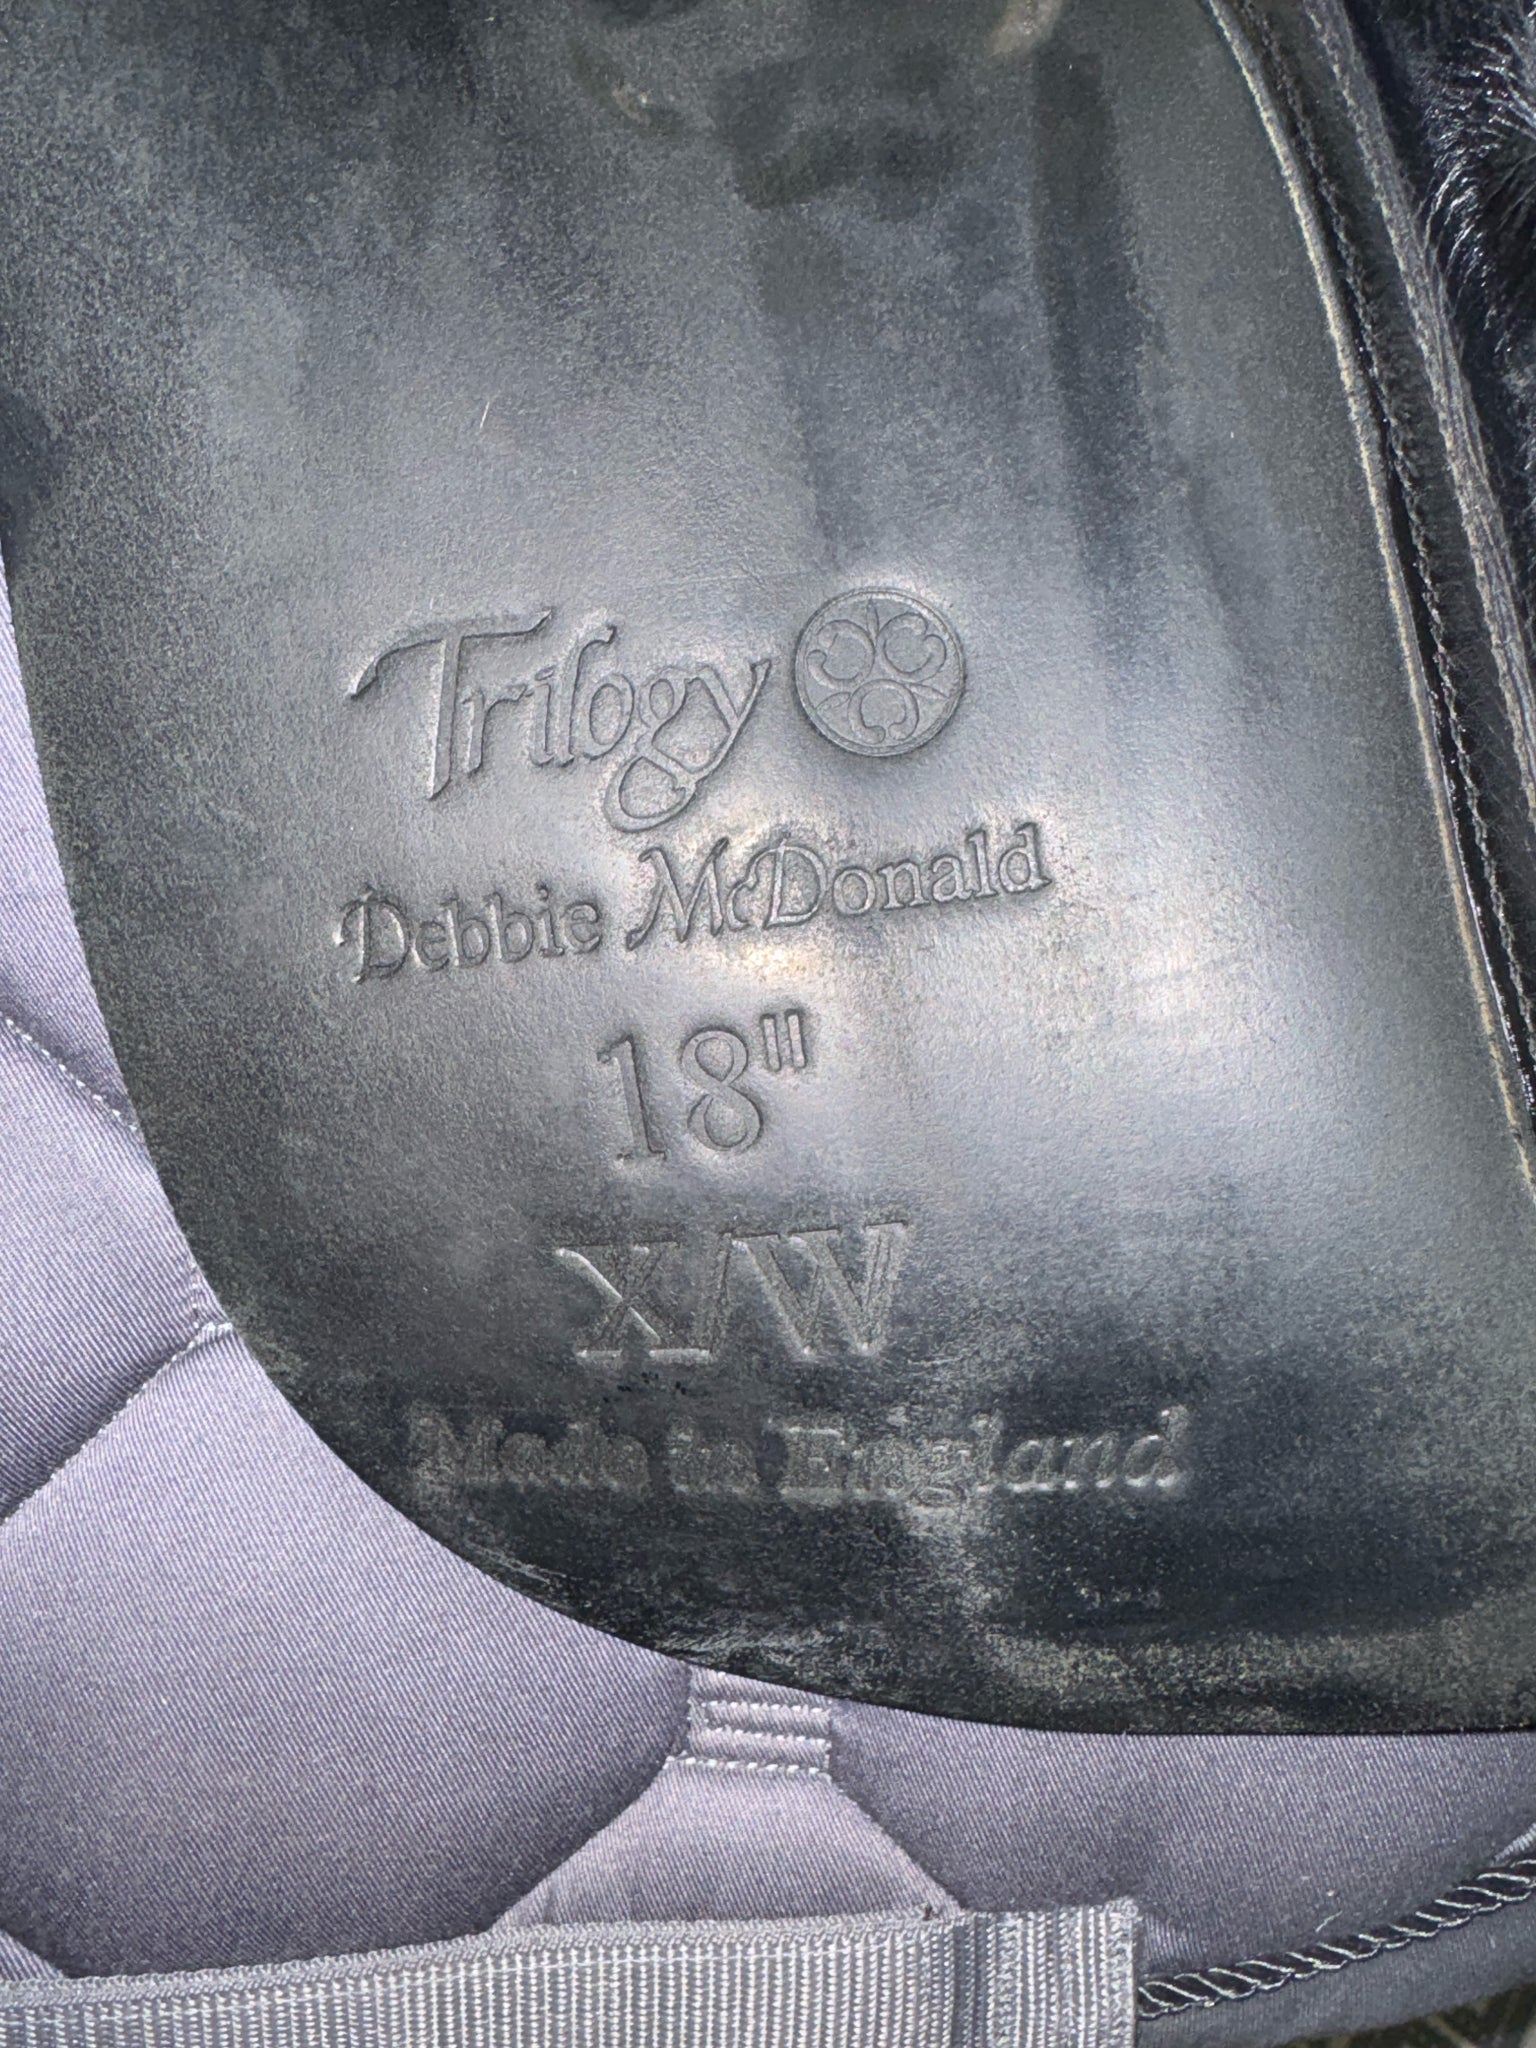 Trilogy
Debbie McDonald
18"
X/W
Made in England